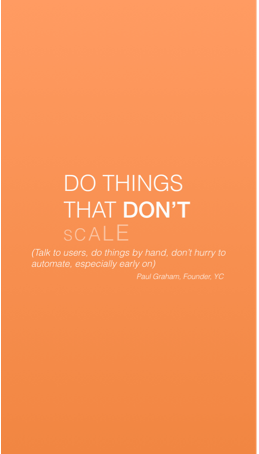 DO THINGS
THAT DON'T
sCALE
(Talk to users, do things by hand, don't hurry to
automate, especially early on)
Paul Graham, Founder, YC